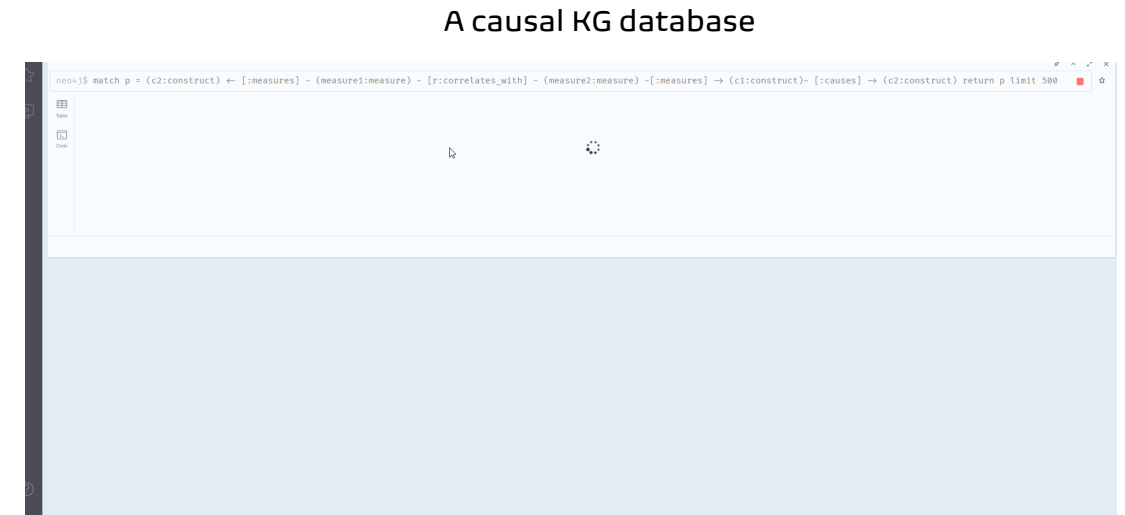 A causal KG database
neo4j$ match p = (c2:construct) ← [:measures] - (measure1:measure) - [r:correlates_with] - (measure2:measure) -[:measures] → (c1:construct)- [:causes] → (c2:construct) return p limit 500
Table
Code